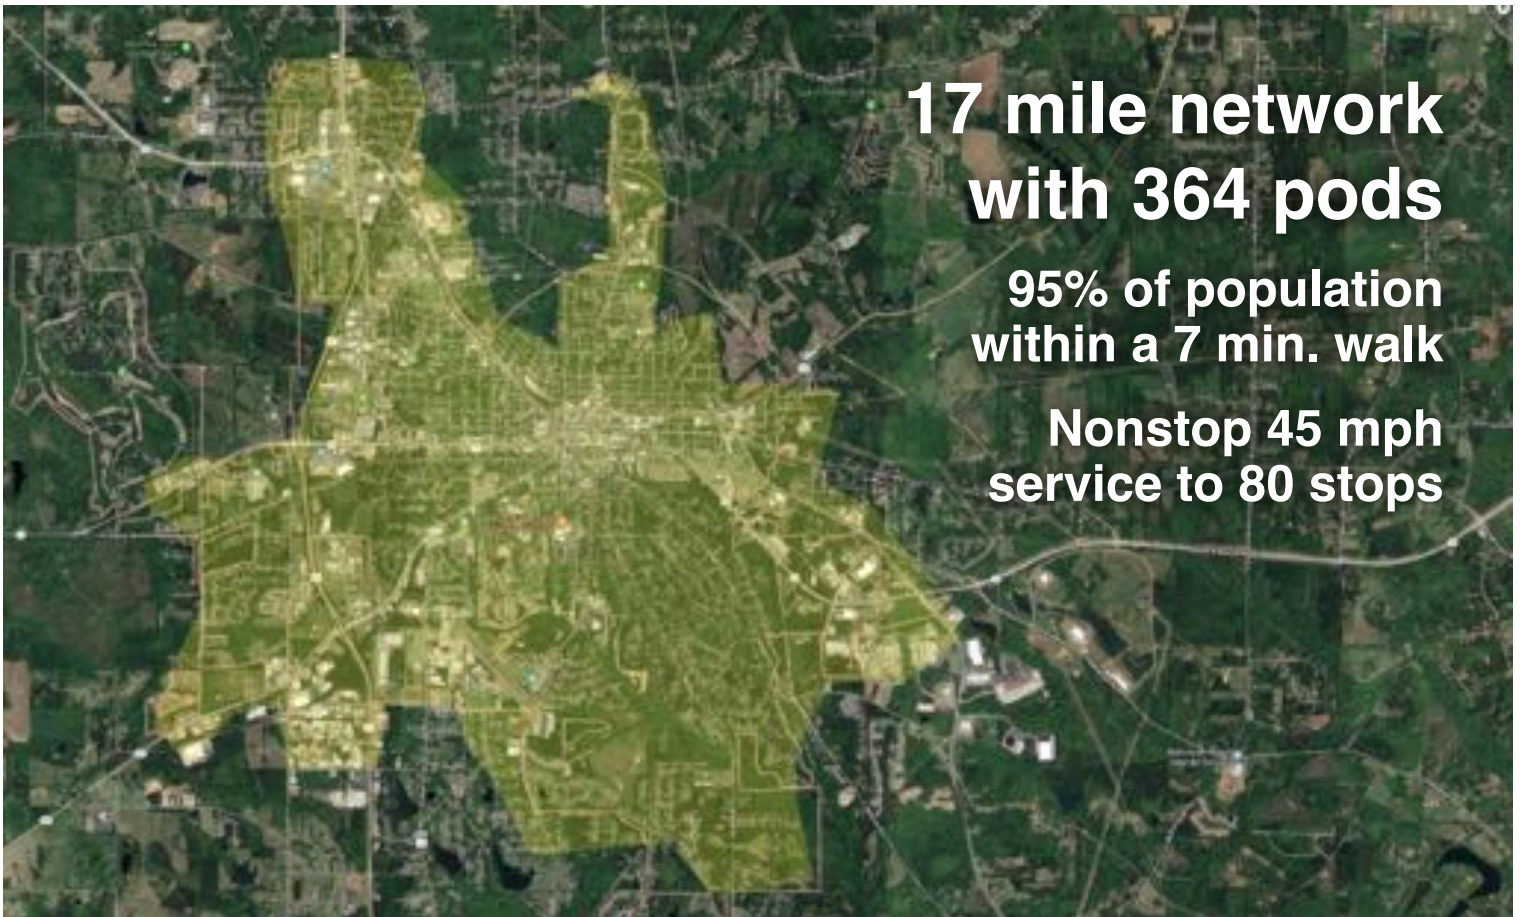 17 mile network
with 364 pods
95% of population
within a 7 min. walk
Nonstop 45 mph
service to 80 stops